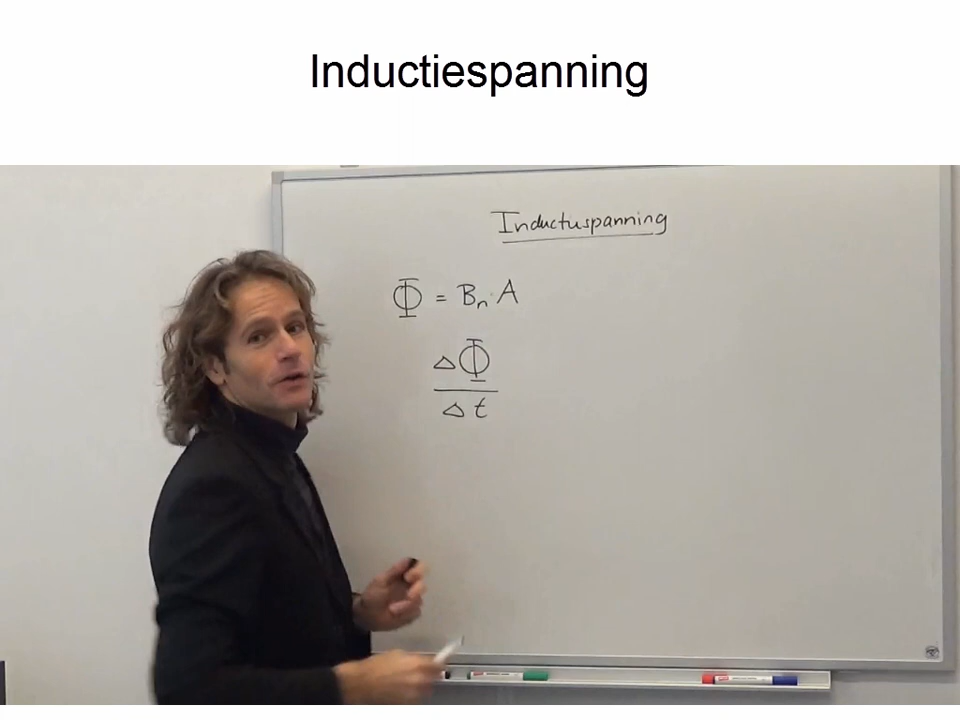 Inductiespanning
Inductiespanning
Φ = Bn · A
ΔΦ
Δt